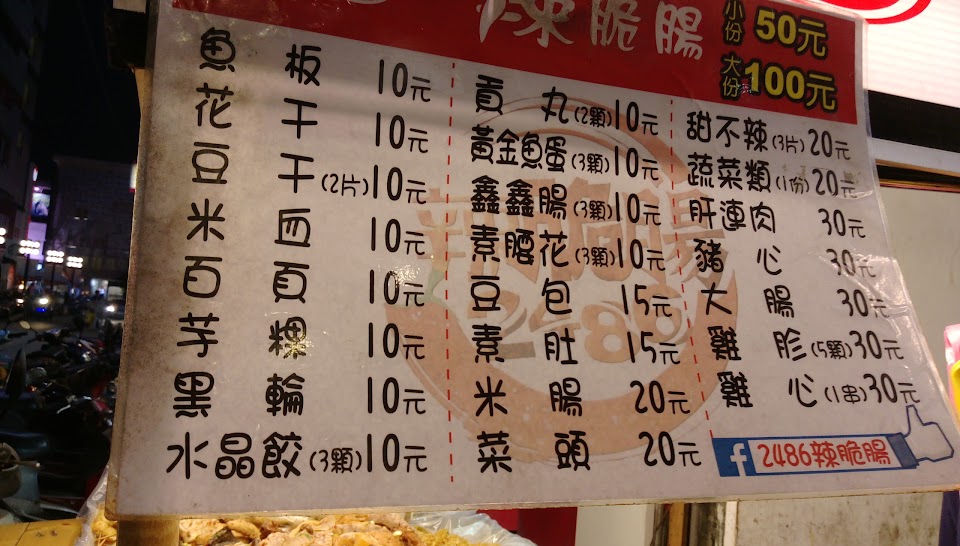 辣脆腸
小份 50元
大份 100元
魚板 10元
花干 10元
豆干(2片) 10元
米血 10元
百頁 10元
芋粿 10元
黑輪 10元
水晶餃(3顆) 10元
貢丸(2顆) 10元
黃金魚蛋(3顆) 10元
鑫鑫腸(3顆) 10元
素腰花(3顆) 10元
豆包 15元
素肚 15元
米腸 20元
菜頭 20元
甜不辣(3片) 20元
蔬菜類(1份) 20元
肝連肉 30元
豬心 30元
大腸 30元
雞胗(5顆) 30元
雞心(1串) 30元
f 2486辣脆腸